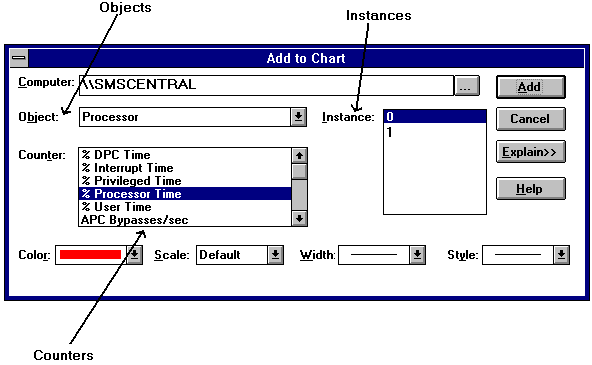 Objects
Instances
Add to Chart
Computer: \\SMSCENTRAL ... Add
Object: Processor Instance: 0 Cancel
1
Counter: % DPC Time Explain>>
% Interrupt Time
% Privileged Time
% Processor Time Help
% User Time
APC Bypasses/sec
Color: Scale: Default Width: Style:
Counters